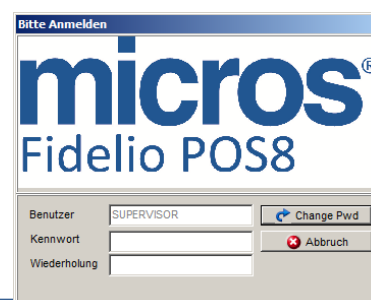 Bitte Anmelden
micros®
Fidelio POS8
Benutzer SUPERVISOR Change Pwd
Kennwort Abbruch
Wiederholung